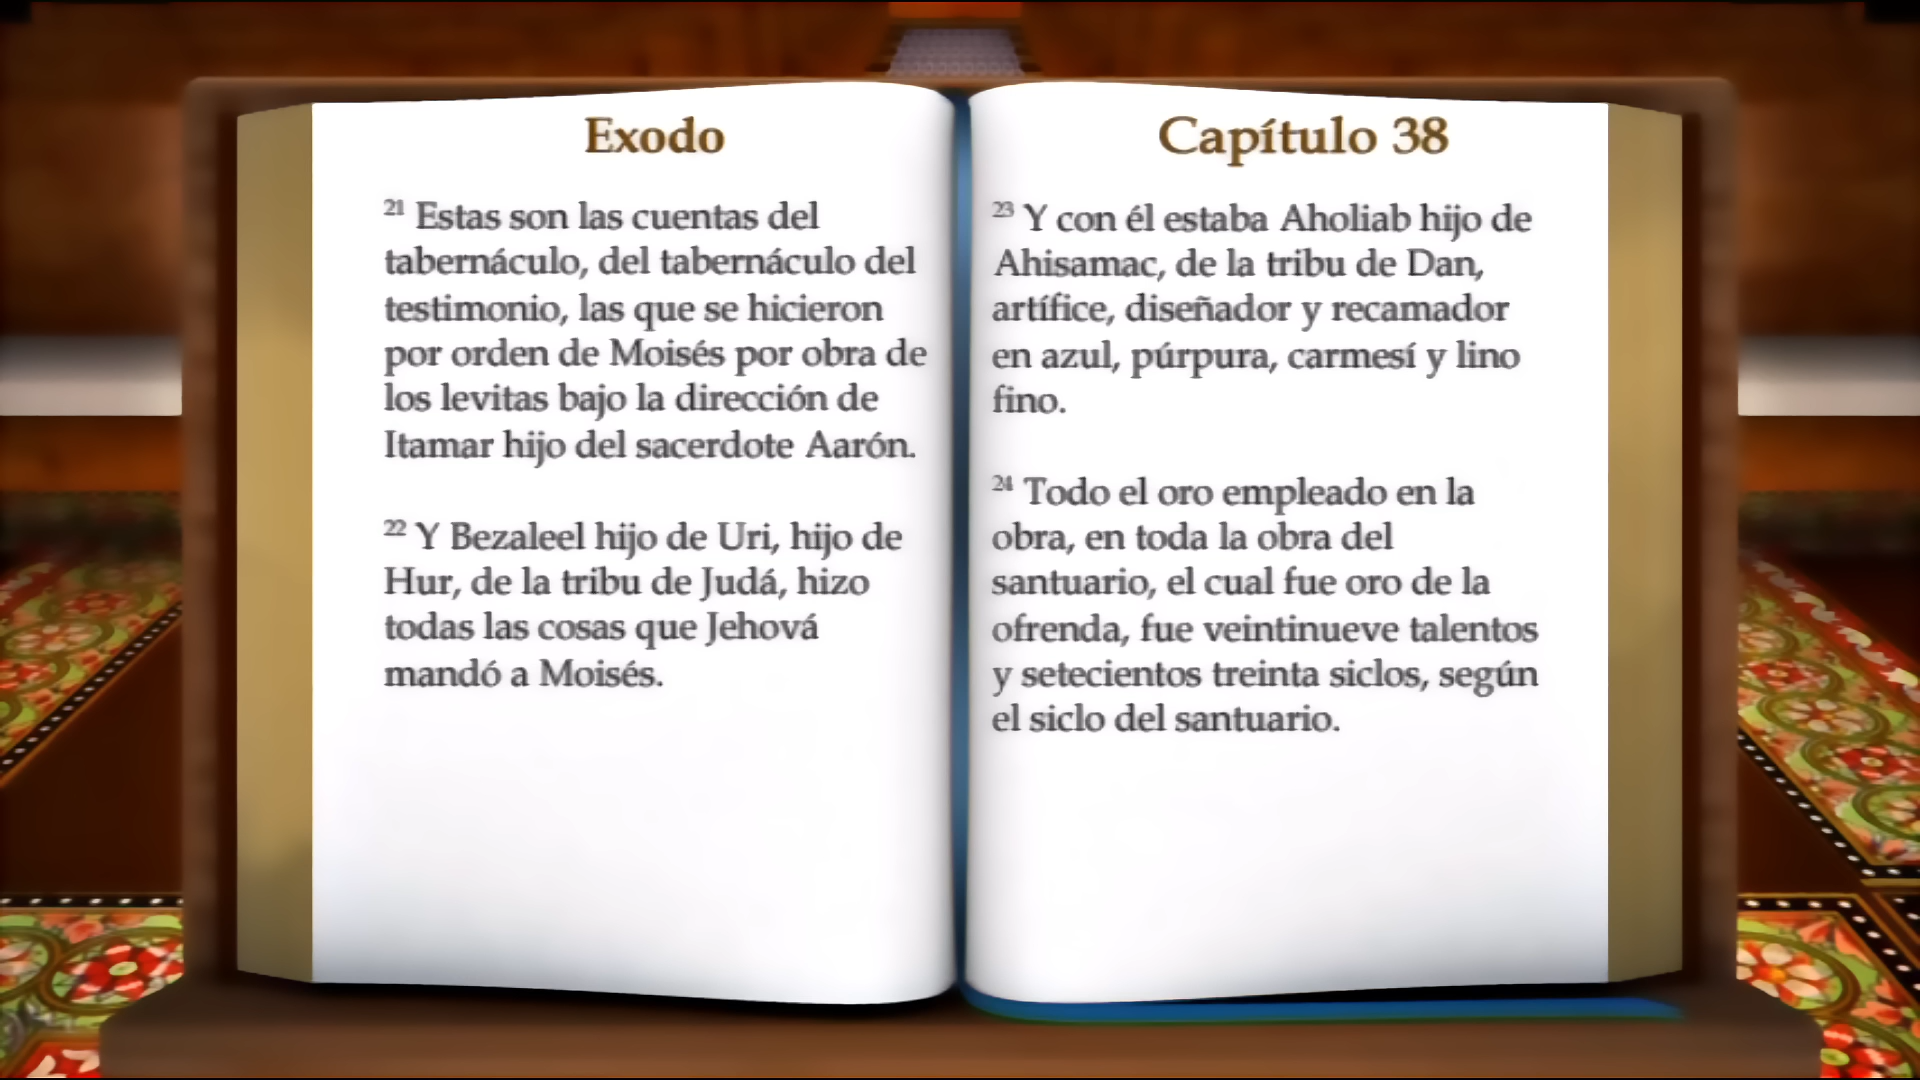 Exodo
21 Estas son las cuentas del
tabernáculo, del tabernáculo del
testimonio, las que se hicieron
por orden de Moisés por obra de
los levitas bajo la dirección de
Itamar hijo del sacerdote Aarón.
22 Y Bezaleel hijo de Uri, hijo de
Hur, de la tribu de Judá, hizo
todas las cosas que Jehová
mandó a Moisés.
Capítulo 38
23 Y con él estaba Aholiab hijo de
Ahisamac, de la tribu de Dan,
artífice, diseñador y recamador
en azul, púrpura, carmesí y lino
fino.
24 Todo el oro empleado en la
obra, en toda la obra del
santuario, el cual fue oro de la
ofrenda, fue veintinueve talentos
y setecientos treinta siclos, según
el siclo del santuario.